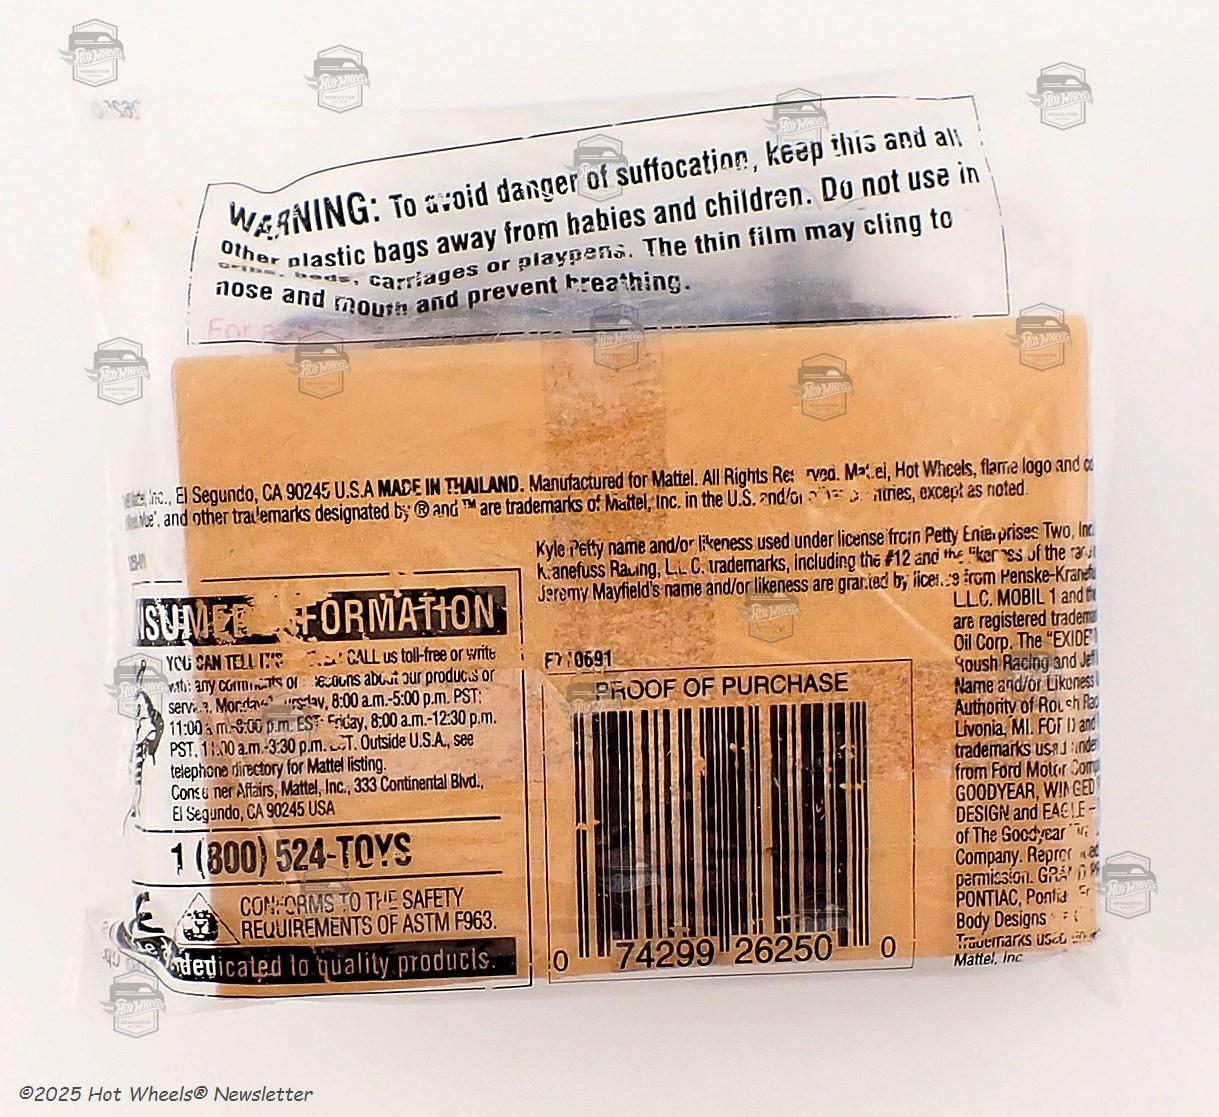 WARNING: To avoid danger of suffocation, keep this and all
other plastic bags away from babies and children. Do not use in
cribs, beds, carriages or playpens. The thin film may cling to
nose and mouth and prevent breathing.
For a
Inc., El Segundo, CA 90245 U.S.A MADE IN THAILAND. Manufactured for Mattel. All Rights Reserved. Mattel, Hot Wheels, flame logo and
and other trademarks designated by ® and ™ are trademarks of Mattel, Inc. in the U.S. and/or other countries, except as noted.
Kyle Petty name and/or likeness used under license from Petty Enterprises Two, Inc
Kranefuss Racing, L.L.C. trademarks, including the #12 and the likeness of the
Jeremy Mayfield's name and/or likeness are granted by license from Penske-Kranefu
L.L.C. MOBIL 1 and
are registered tradema
Oil Corp. The "EXIDE"
Roush Racing and Jeff
Name and/or Likeness
Authority of Roush Rac
Livonia, MI. FORD and
trademarks used under
from Ford Motor Comp
GOODYEAR, WINGED
DESIGN and EAGLE
of The Goodyear
Company.
permission.
PONTIAC,
Body Designs
Trademarks used
Mattel, Inc.
SUMER INFORMATION
YOU CAN TELL CALL us toll-free or write
with any comments or questions about our products or
service. Monday-Thursday, 8:00 a.m.-5:00 p.m. PST;
11:00 a.m.-8:00 p.m. EST; Friday, 8:00 a.m.-12:30 p.m.
PST, 11:00 a.m.-3:30 p.m. EST. Outside U.S.A., see
telephone directory for Mattel listing.
Consumer Affairs, Mattel, Inc., 333 Continental Blvd.,
El Segundo, CA 90245 USA
1 (800) 524-TOYS
CONFORMS TO THE SAFETY
REQUIREMENTS OF ASTM F963.
dedicated to quality products.
0691
PROOF OF PURCHASE
0 74299 26250 0
©2025 Hot Wheels® Newsletter